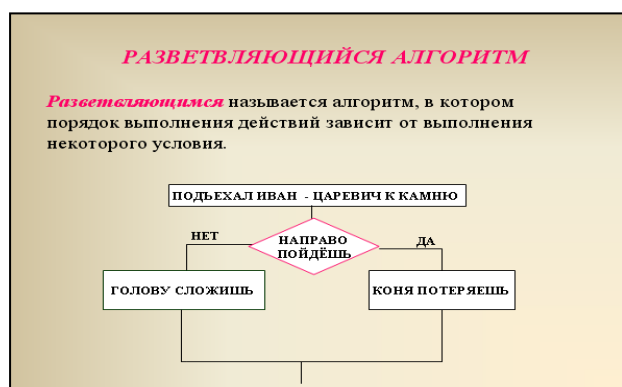 РАЗВЕТВЛЯЮЩИЙСЯ АЛГОРИТМ
Разветвляющимся называется алгоритм, в котором
порядок выполнения действий зависит от выполнения
некоторого условия.
ПОДЪЕХАЛ ИВАН - ЦАРЕВИЧ К КАМНЮ
НАПРАВО
ПОЙДЁШЬ
НЕТ
ДА
ГОЛОВУ СЛОЖИШЬ
КОНЯ ПОТЕРЯЕШЬ